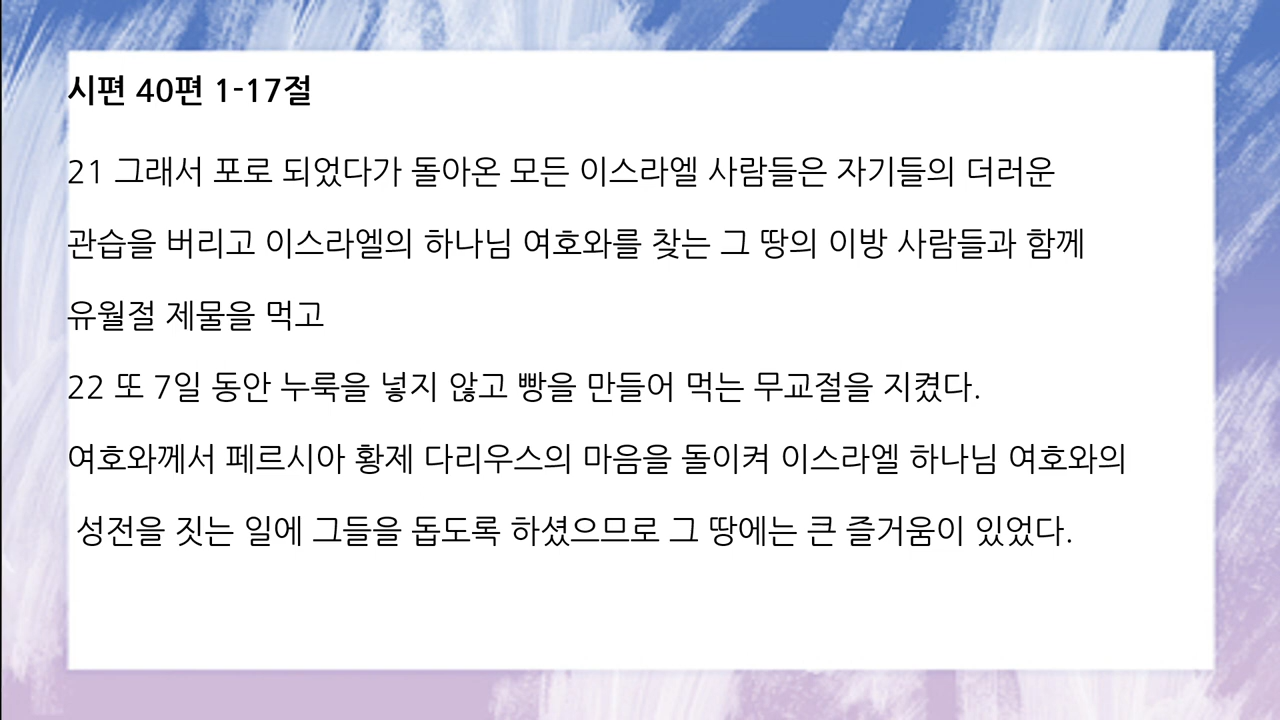 시편 40편 1-17절
21 그래서 포로 되었다가 돌아온 모든 이스라엘 사람들은 자기들의 더러운
관습을 버리고 이스라엘의 하나님 여호와를 찾는 그 땅의 이방 사람들과 함께
유월절 제물을 먹고
22 또 7일 동안 누룩을 넣지 않고 빵을 만들어 먹는 무교절을 지켰다.
여호와께서 페르시아 황제 다리우스의 마음을 돌이켜 이스라엘 하나님 여호와의
성전을 짓는 일에 그들을 돕도록 하셨으므로 그 땅에는 큰 즐거움이 있었다.